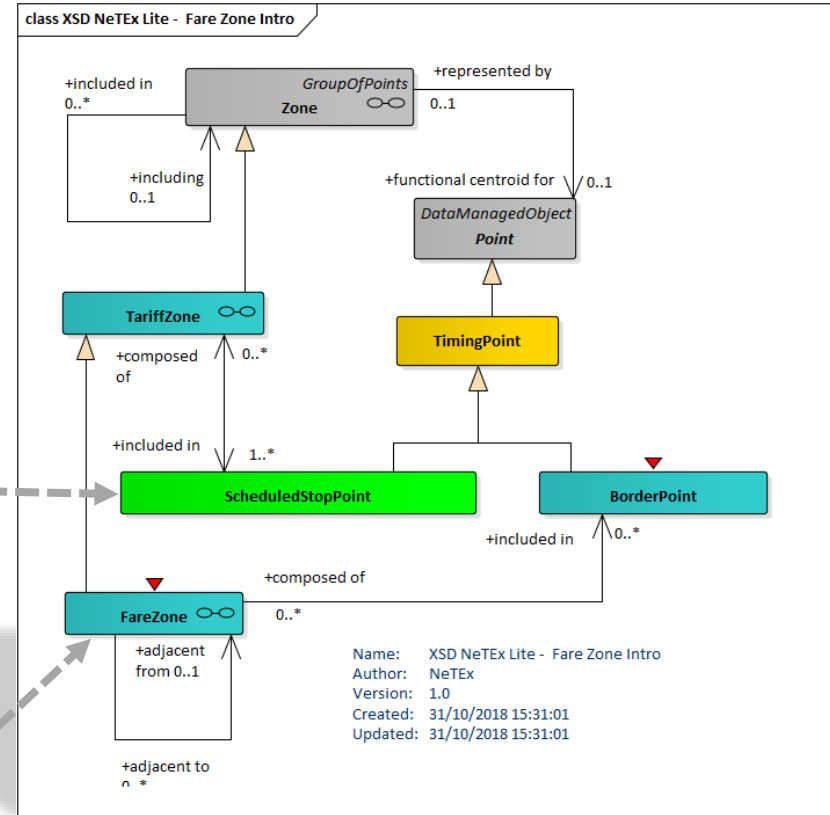 class XSD NeTEx Lite - Fare Zone Intro
+included in
0..*
GroupOfPoints
Zone
+represented by
0..1
+including
0..1
+functional centroid for
0..1
DataManagedObject
Point
TariffZone
TimingPoint
+composed
of
0..*
+included in
1..*
ScheduledStopPoint
BorderPoint
+included in
0..*
+composed of
0..*
FareZone
+adjacent
from 0..1
Name: XSD NeTEx Lite - Fare Zone Intro
Author: NeTEx
Version: 1.0
Created: 31/10/2018 15:31:01
Updated: 31/10/2018 15:31:01
+adjacent to
0..*